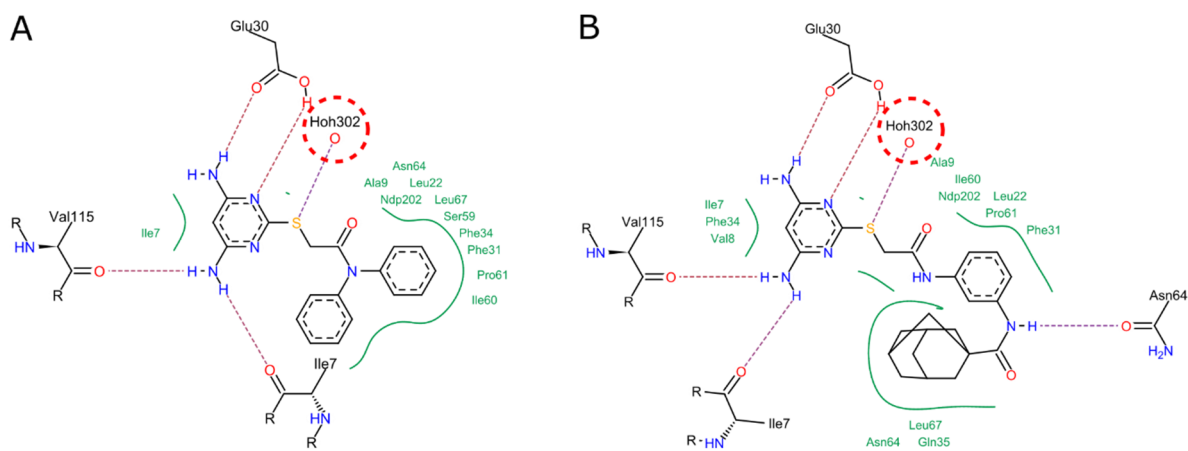 A
Glu30
O
O
H
Hoh302
O
H
H N
N
N
S
O
N
H N
H
Asn64
Ala9 Leu22
Ndp202 Leu67
Ser59
Phe34
Phe31
Pro61
Ile60
Ile7
R
Val115
HN
O
R
Ile7
O
R
HN
R
B
Glu30
O
O
H
Hoh302
O
H
H N
N
N
S
O
HN
H N
H
Ala9
Ile60
Ndp202 Leu22
Pro61
Phe31
Ile7
Phe34
Val8
R
Val115
HN
O
R
Asn64
N H
O
H2N
O
O
R
Ile7
R HN
Leu67
Asn64 Gln35